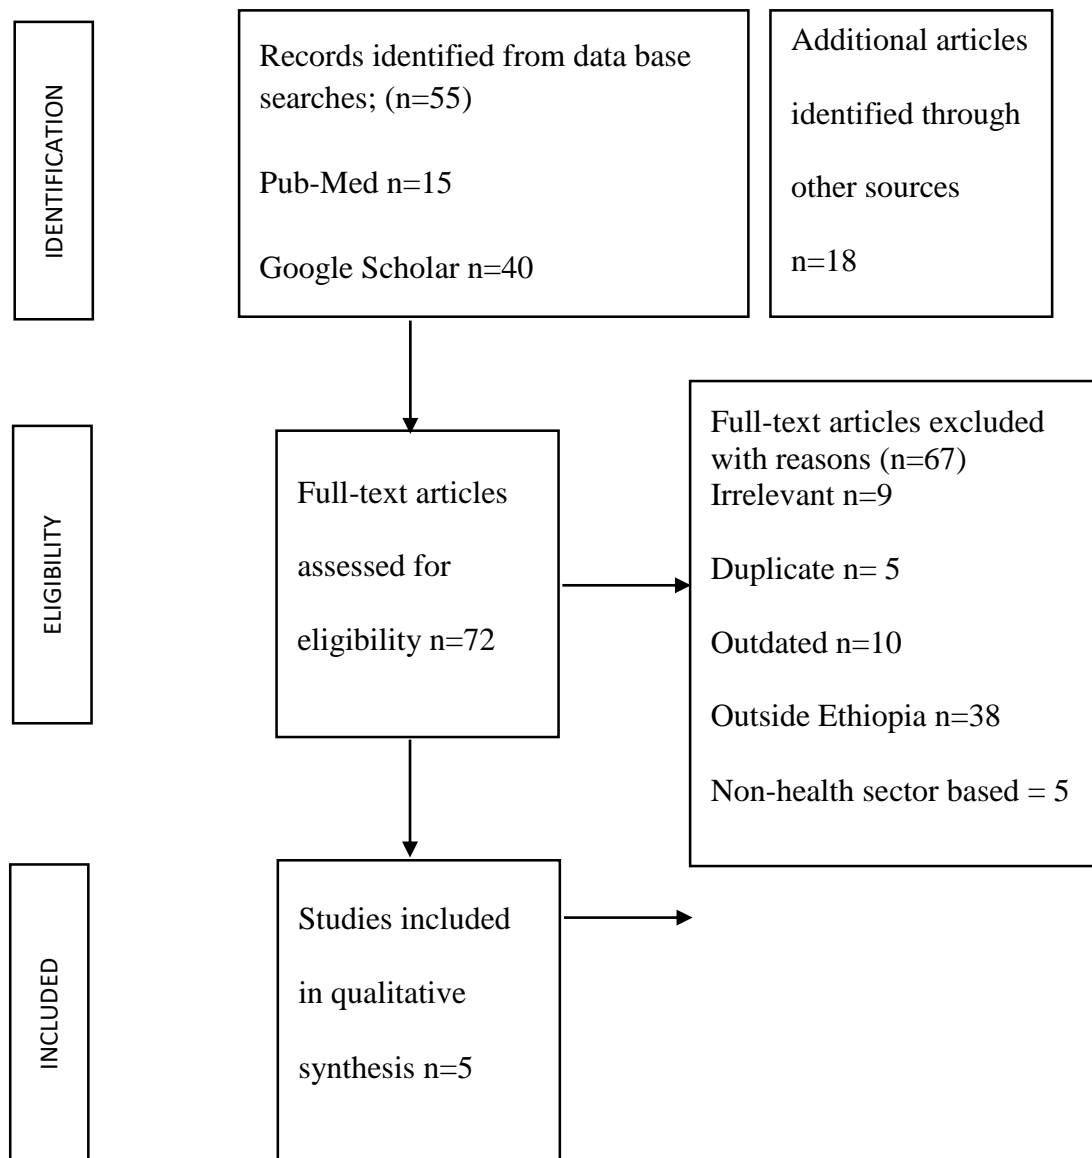 IDENTIFICATION
Records identified from data base
searches; (n=55)
Pub-Med n=15
Google Scholar n=40
Additional articles
identified through
other sources
n=18
ELIGIBILITY
Full-text articles
assessed for
eligibility n=72
Full-text articles excluded
with reasons (n=67)
Irrelevant n=9
Duplicate n= 5
Outdated n=10
Outside Ethiopia n=38
Non-health sector based = 5
INCLUDED
Studies included
in qualitative
synthesis n=5